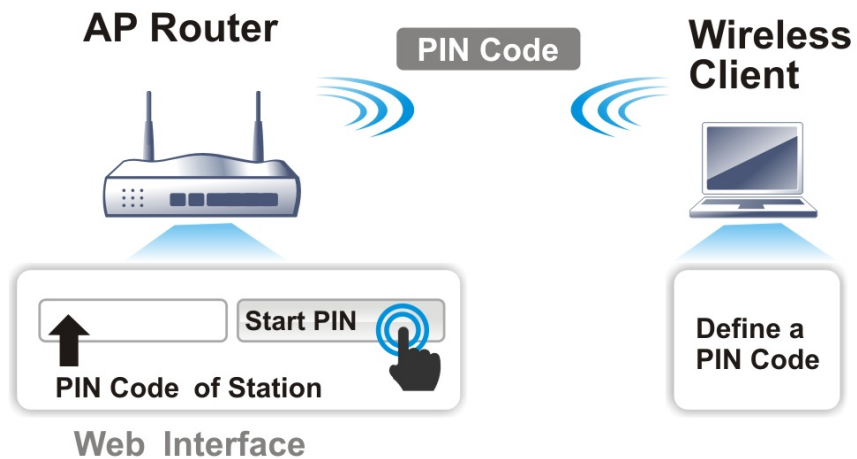 AP Router
PIN Code
Wireless
Client
Start PIN
PIN Code of Station
Web Interface
Define a
PIN Code